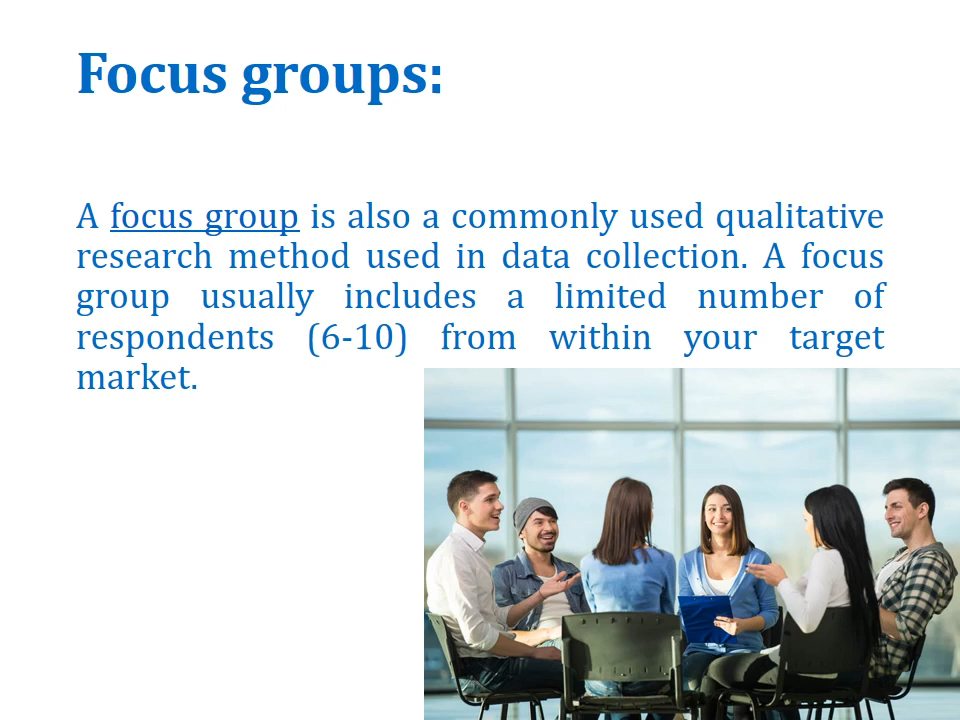 Focus groups:
A focus group is also a commonly used qualitative
research method used in data collection. A focus
group usually includes a limited number of
respondents (6-10) from within your target
market.